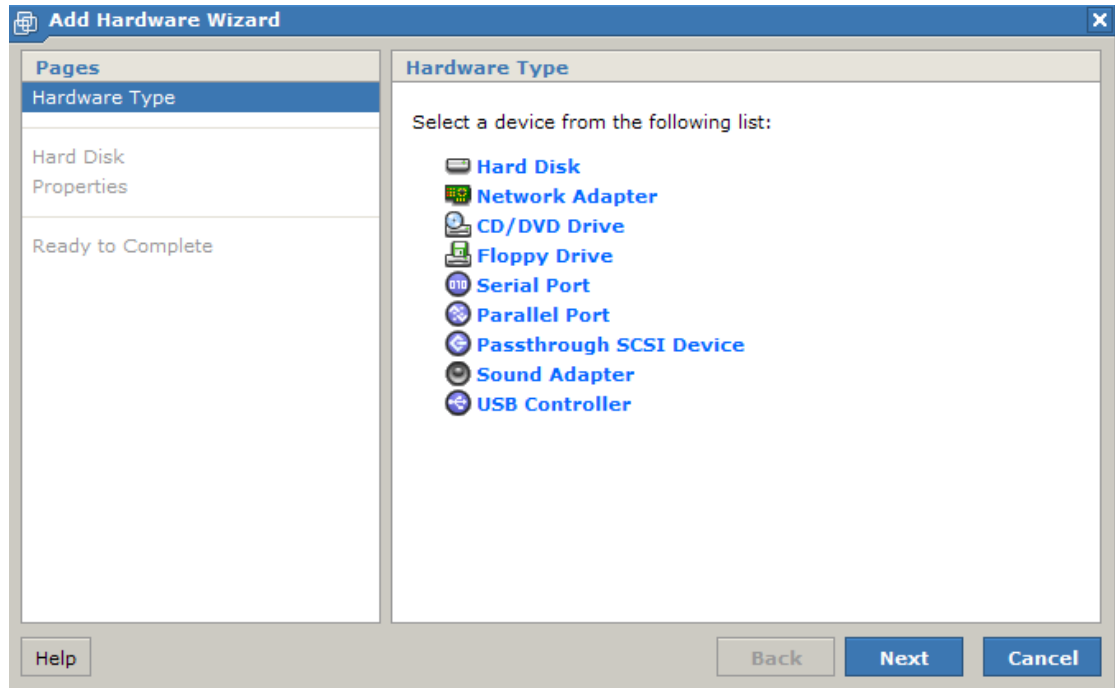 Add Hardware Wizard
Pages
Hardware Type
Hard Disk
Properties
Ready to Complete
Hardware Type
Select a device from the following list:
Hard Disk
Network Adapter
CD/DVD Drive
Floppy Drive
010 Serial Port
Parallel Port
Passthrough SCSI Device
Sound Adapter
USB Controller
Help
Back
Next
Cancel